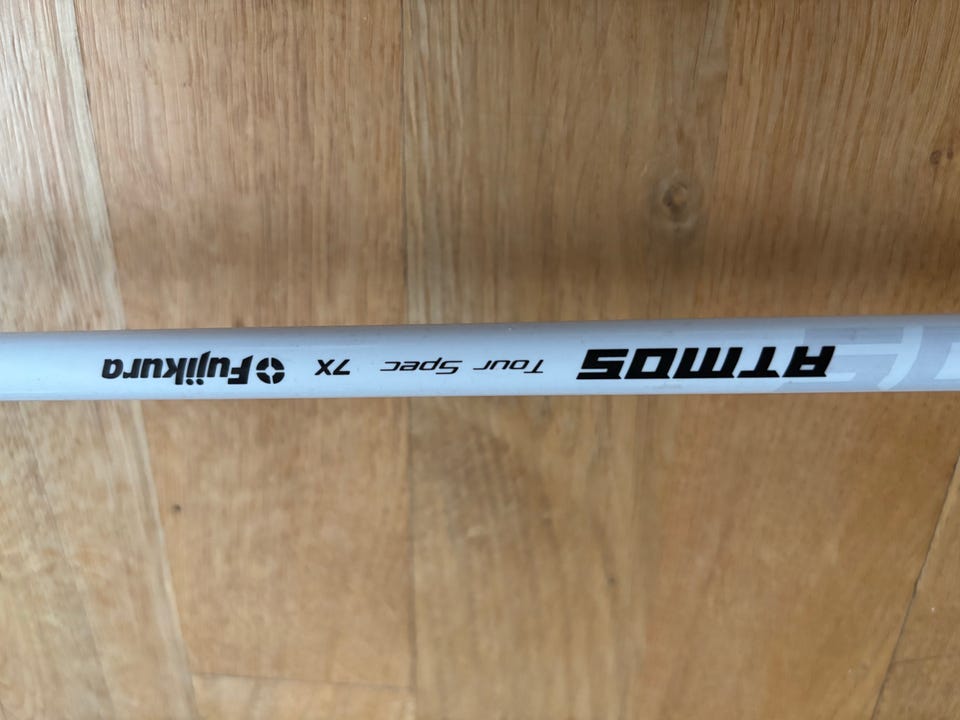 ATMOS Tour Spec 7X Fujikura